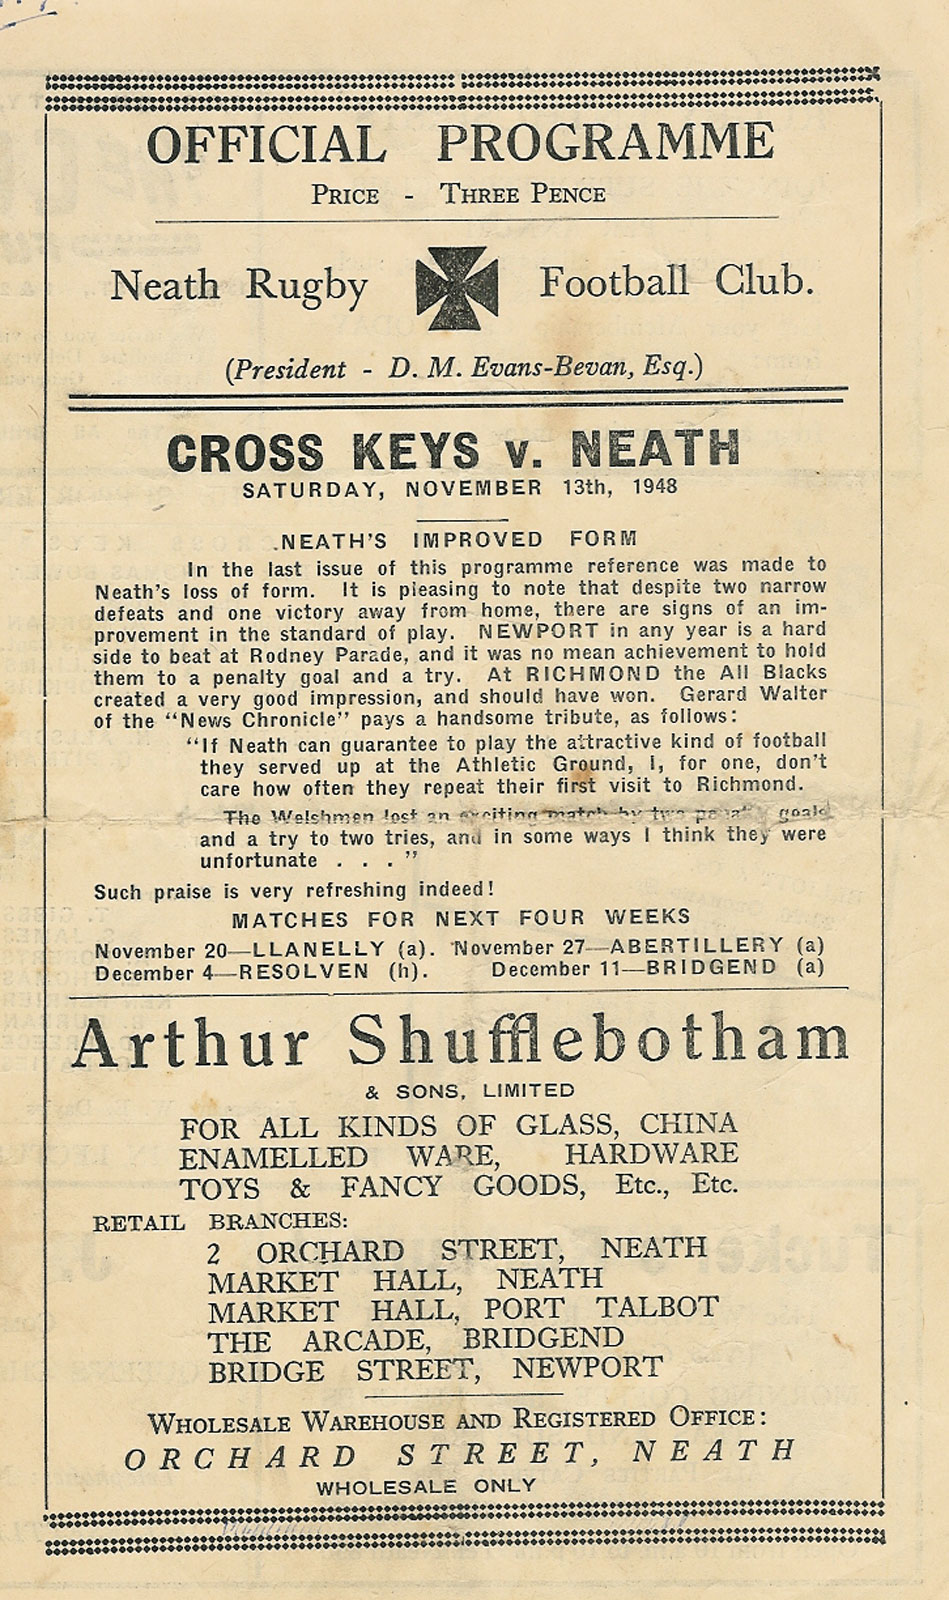 OFFICIAL PROGRAMME
PRICE - THREE PENCE
Neath Rugby Football Club.
(President - D. M. Evans-Bevan, Esq.)
CROSS KEYS v. NEATH
SATURDAY, NOVEMBER 13th, 1948
NEATH'S IMPROVED FORM
In the last issue of this programme reference was made to
Neath's loss of form. It is pleasing to note that despite two narrow
defeats and one victory away from home, there are signs of an im-
provement in the standard of play. NEWPORT in any year is a hard
side to beat at Rodney Parade, and it was no mean achievement to hold
them to a penalty goal and a try. At RICHMOND the All Blacks
created a very good impression, and should have won. Gerard Walter
of the "News Chronicle" pays a handsome tribute, as follows:
"If Neath can guarantee to play the attractive kind of football
they served up at the Athletic Ground, I, for one, don't
care how often they repeat their first visit to Richmond.
The Welshmen lost an exciting match by two penalty goals
and a try to two tries, and in some ways I think they were
unfortunate . . . "
Such praise is very refreshing indeed!
MATCHES FOR NEXT FOUR WEEKS
November 20—LLANELLY (a). November 27—ABERTILLERY (a)
December 4—RESOLVEN (h). December 11—BRIDGEND (a)
Arthur Shufflebotham
& SONS, LIMITED
FOR ALL KINDS OF GLASS, CHINA
ENAMELLED WARE, HARDWARE
TOYS & FANCY GOODS, Etc., Etc.
RETAIL BRANCHES:
2 ORCHARD STREET, NEATH
MARKET HALL, NEATH
MARKET HALL, PORT TALBOT
THE ARCADE, BRIDGEND
BRIDGE STREET, NEWPORT
WHOLESALE WAREHOUSE AND REGISTERED OFFICE:
ORCHARD STREET, NEATH
WHOLESALE ONLY